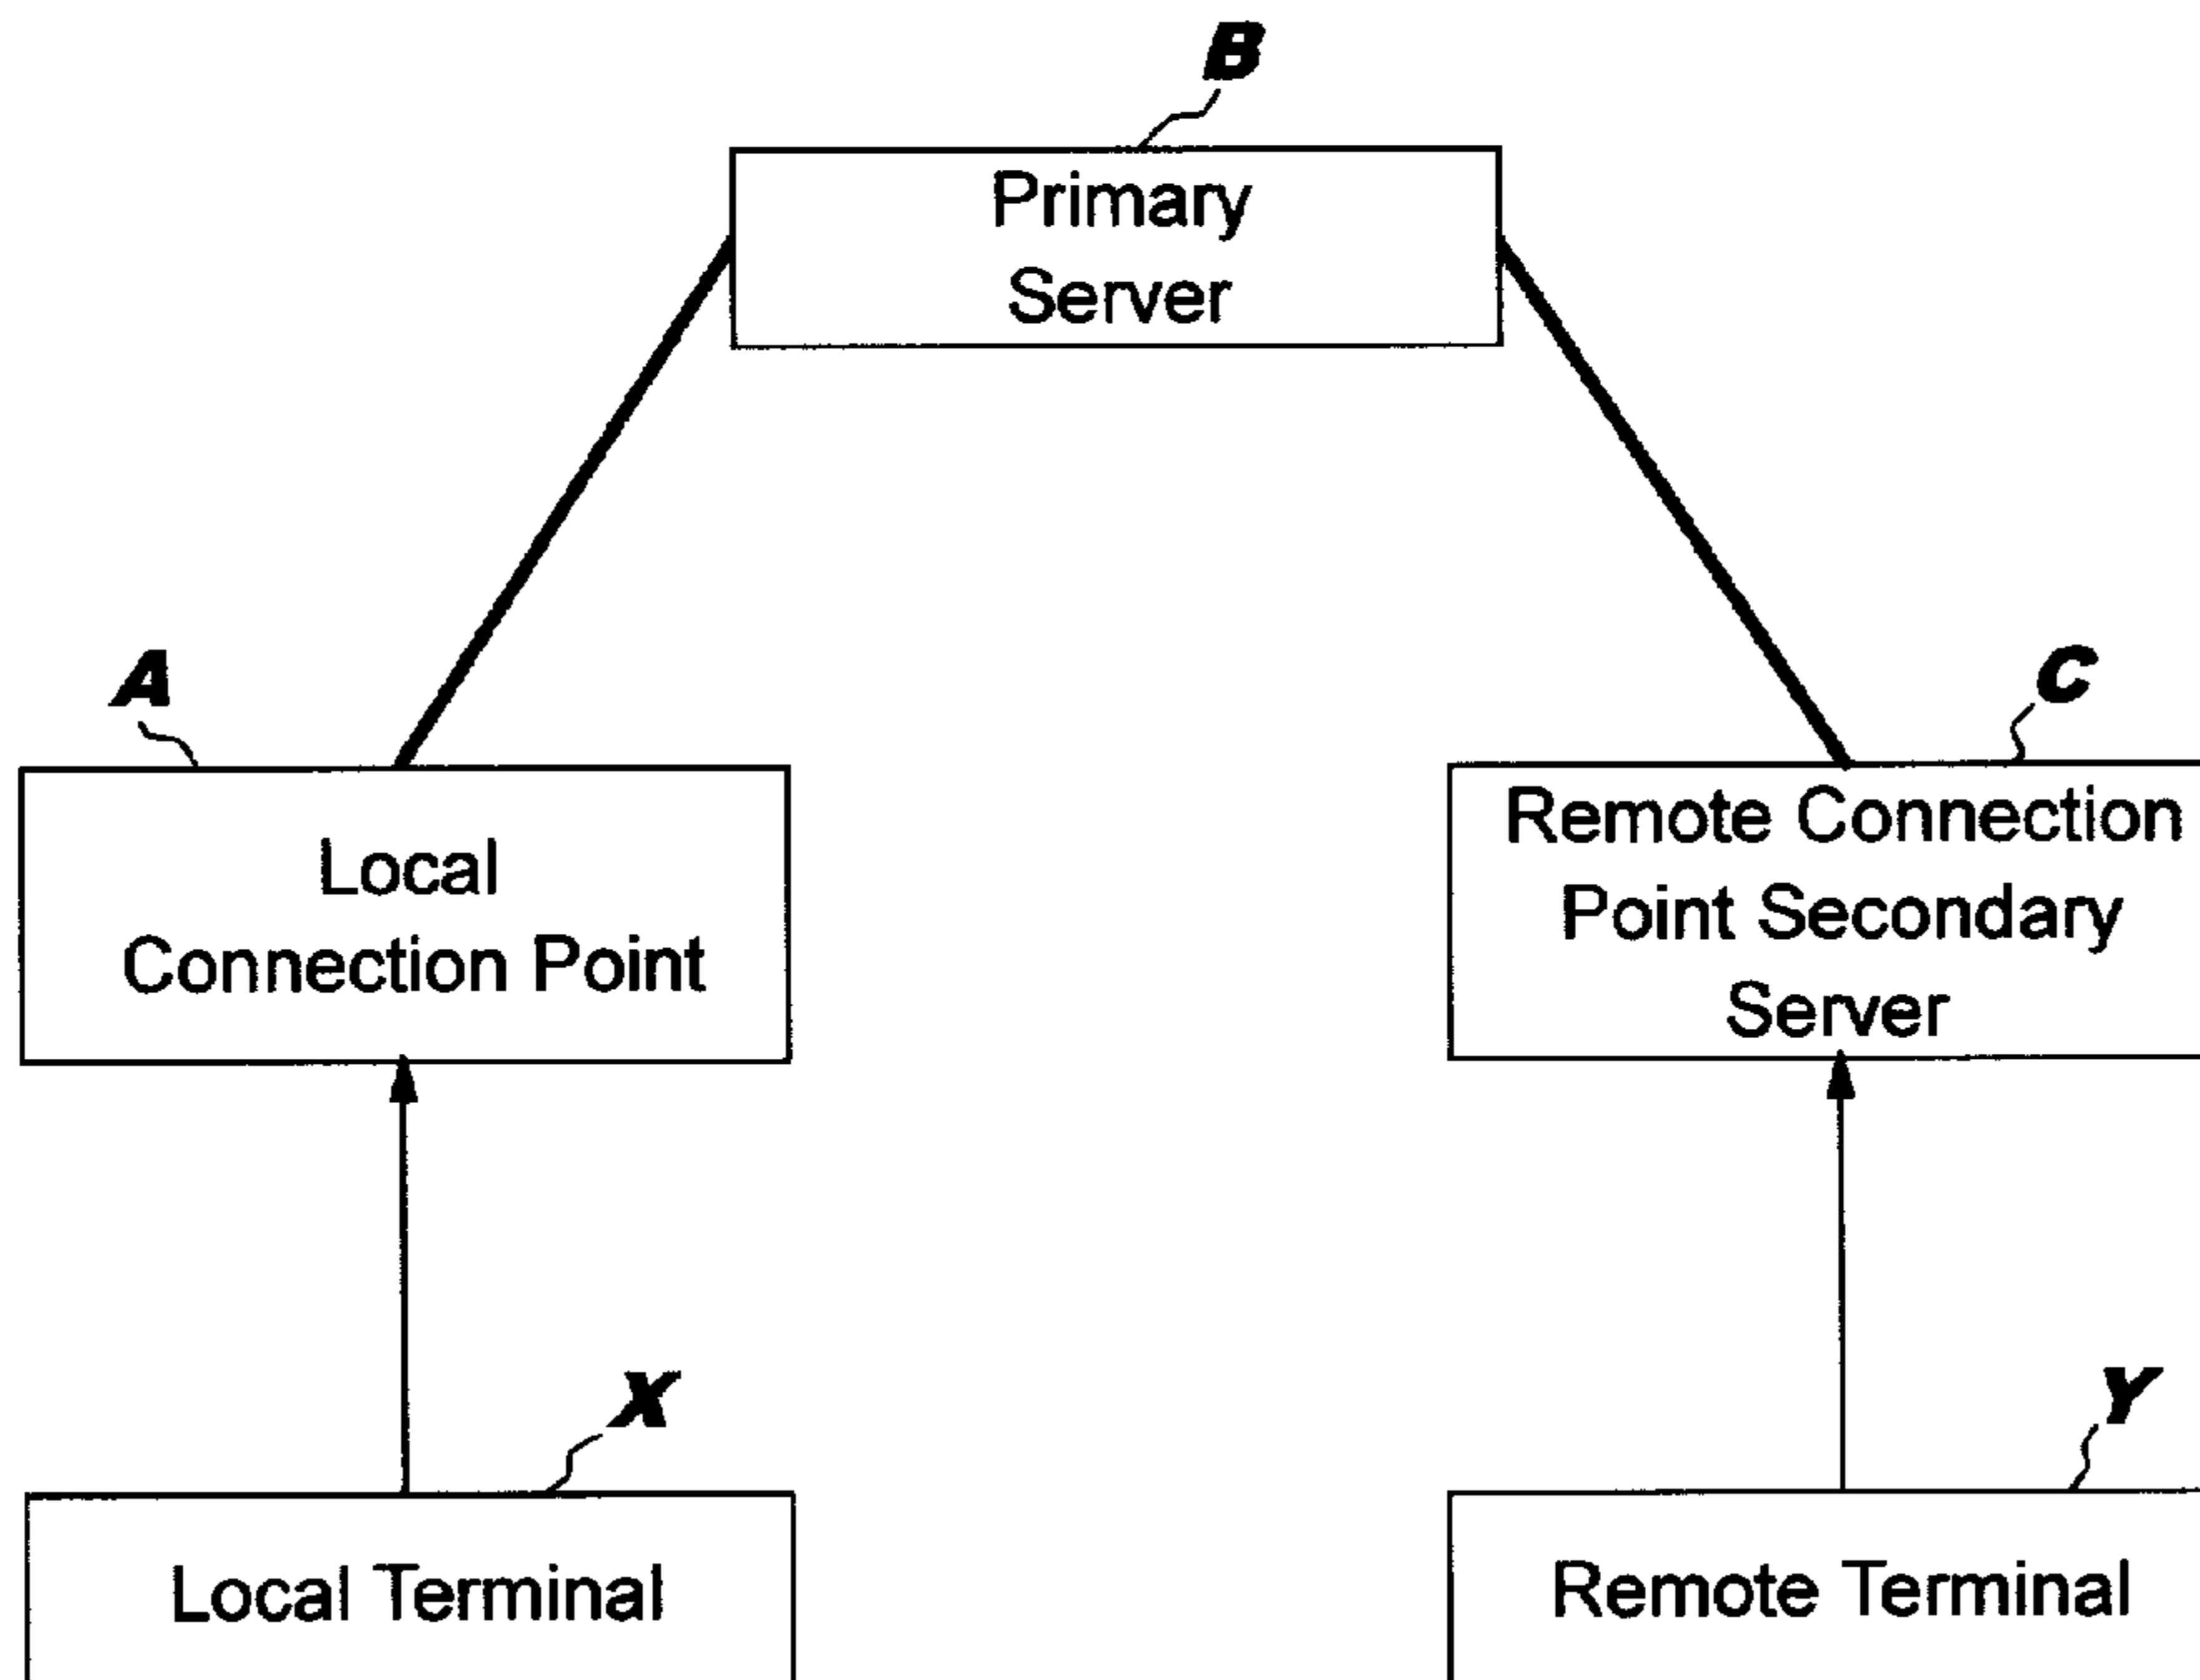 B
Primary
Server
A
C
Local
Connection Point
Remote Connection
Point Secondary
Server
X
Y
Local Terminal
Remote Terminal